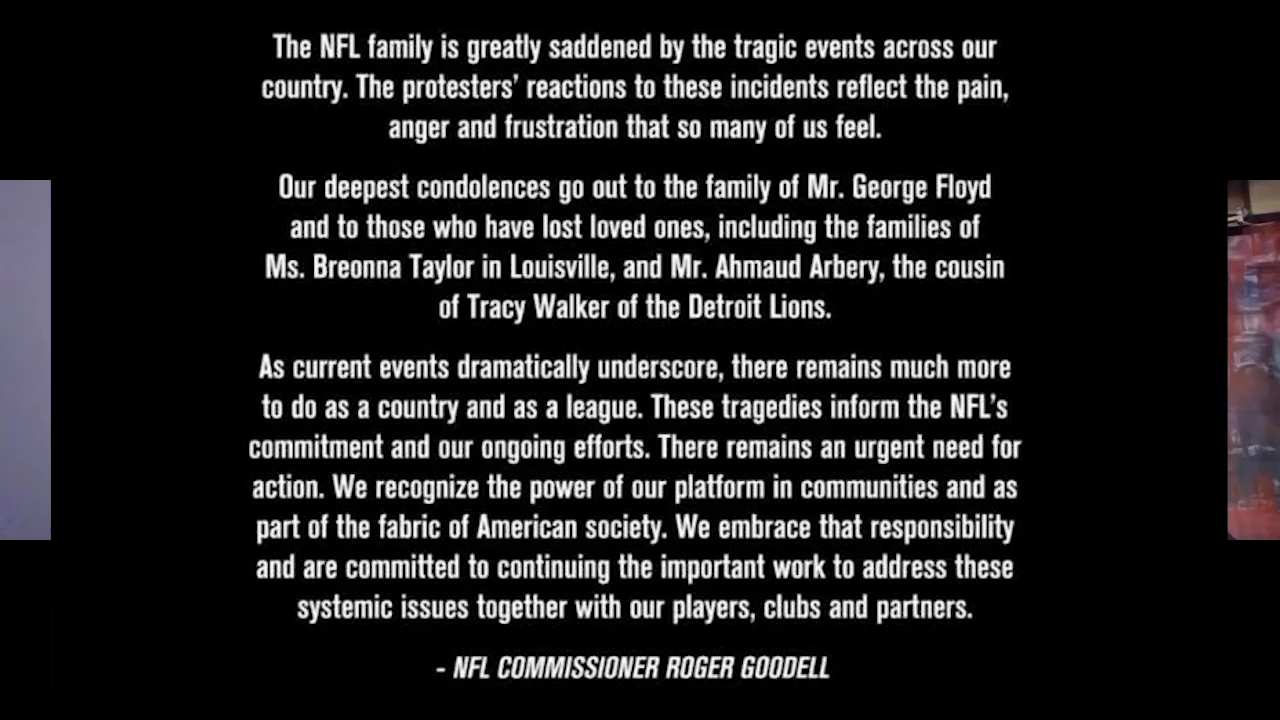 The NFL family is greatly saddened by the tragic events across our
country. The protesters’ reactions to these incidents reflect the pain,
anger and frustration that so many of us feel.
Our deepest condolences go out to the family of Mr. George Floyd
and to those who have lost loved ones, including the families of
Ms. Breonna Taylor in Louisville, and Mr. Ahmaud Arbery, the cousin
of Tracy Walker of the Detroit Lions.
As current events dramatically underscore, there remains much more
to do as a country and as a league. These tragedies inform the NFL’s
commitment and our ongoing efforts. There remains an urgent need for
action. We recognize the power of our platform in communities and as
part of the fabric of American society. We embrace that responsibility
and are committed to continuing the important work to address these
systemic issues together with our players, clubs and partners.
- NFL COMMISSIONER ROGER GOODELL